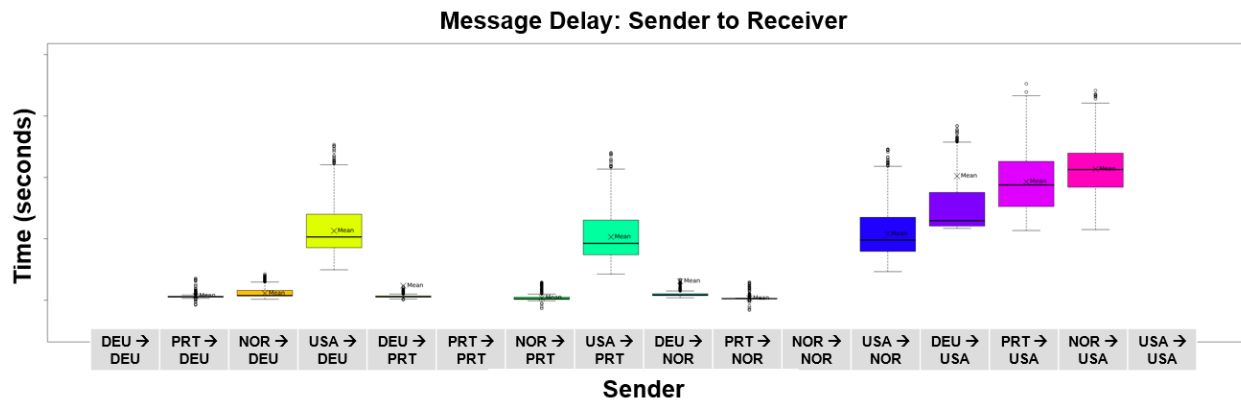 Message Delay: Sender to Receiver
Time (seconds)
Mean
Mean
Mean
Mean
Mean
Mean
Mean
Mean
Mean
Mean
Mean
Mean
DEU → DEU
PRT → DEU
NOR → DEU
USA → DEU
DEU → PRT
PRT → PRT
NOR → PRT
USA → PRT
DEU → NOR
PRT → NOR
NOR → NOR
USA → NOR
DEU → USA
PRT → USA
NOR → USA
USA → USA
Sender